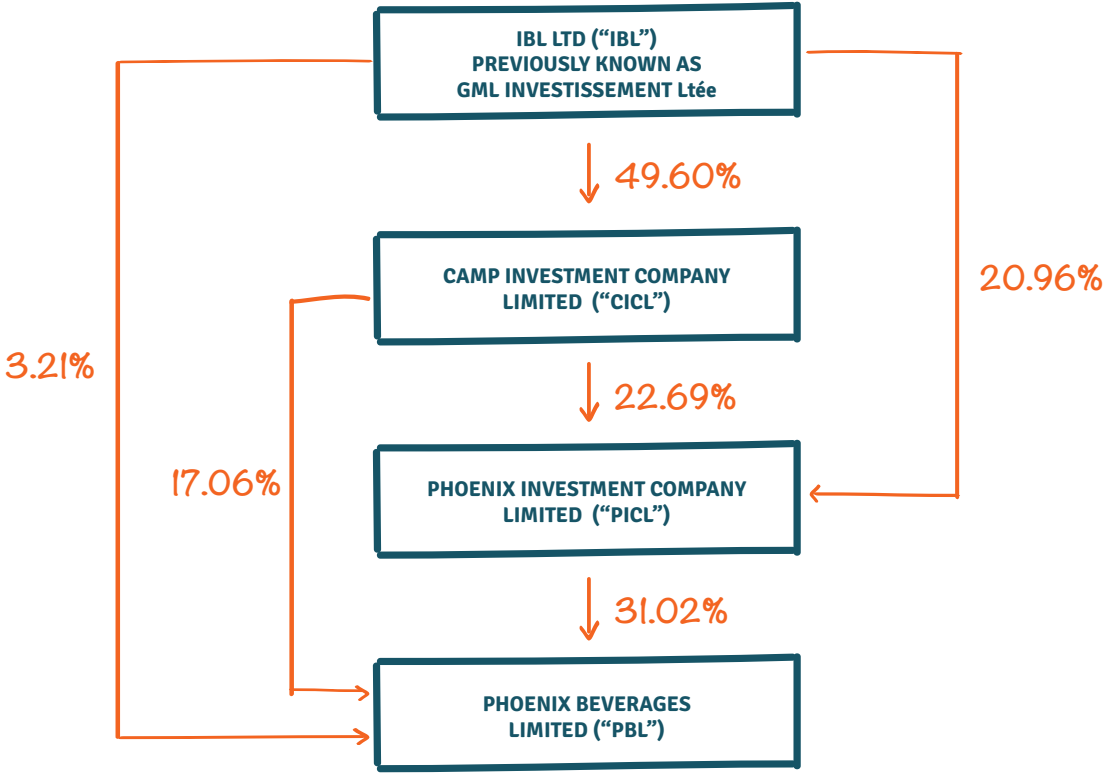 IBL LTD (“IBL”)
PREVIOUSLY KNOWN AS
GML INVESTISSEMENT Ltée
49.60%
CAMP INVESTMENT COMPANY
LIMITED (“CICL”)
20.96%
3.21%
22.69%
17.06%
PHOENIX INVESTMENT COMPANY
LIMITED (“PICL”)
31.02%
PHOENIX BEVERAGES
LIMITED (“PBL”)